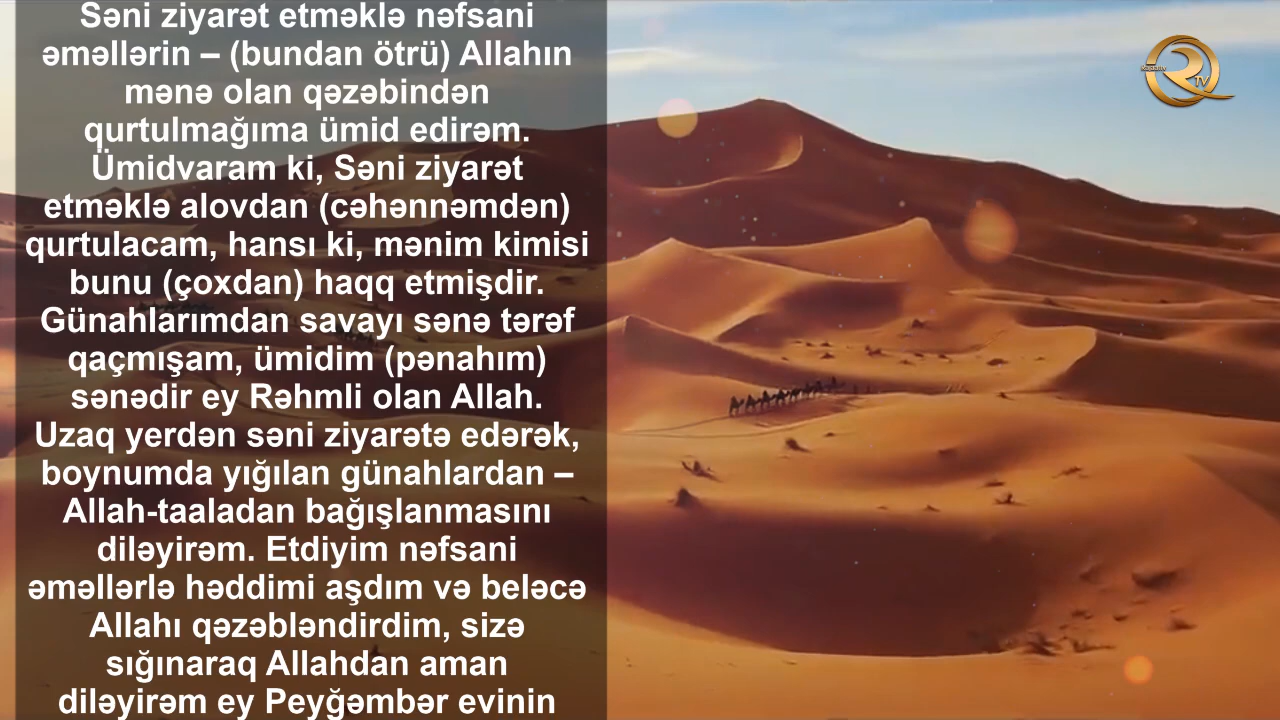 Səni ziyarət etməklə nəfsani
əməllərin – (bundan ötrü) Allahın
mənə olan qəzəbindən
qurtulmağıma ümid edirəm.
Ümidvaram ki, Səni ziyarət
etməklə alovdan (cəhənnəmdən)
qurtulacam, hansı ki, mənim kimisi
bunu (çoxdan) haqq etmişdir.
Günahlarımdan savayı sənə tərəf
qaçmışam, ümidim (pənahım)
sənədir ey Rəhmli olan Allah.
Uzaq yerdən səni ziyarətə edərək,
boynumda yığılan günahlardan –
Allah-taaladan bağışlanmasını
diləyirəm. Etdiyim nəfsani
əməllərlə həddimi aşdım və beləcə
Allahı qəzəbləndirdim, sizə
sığınaraq Allahdan aman
diləyirəm ey Peyğəmbər evinin
TV